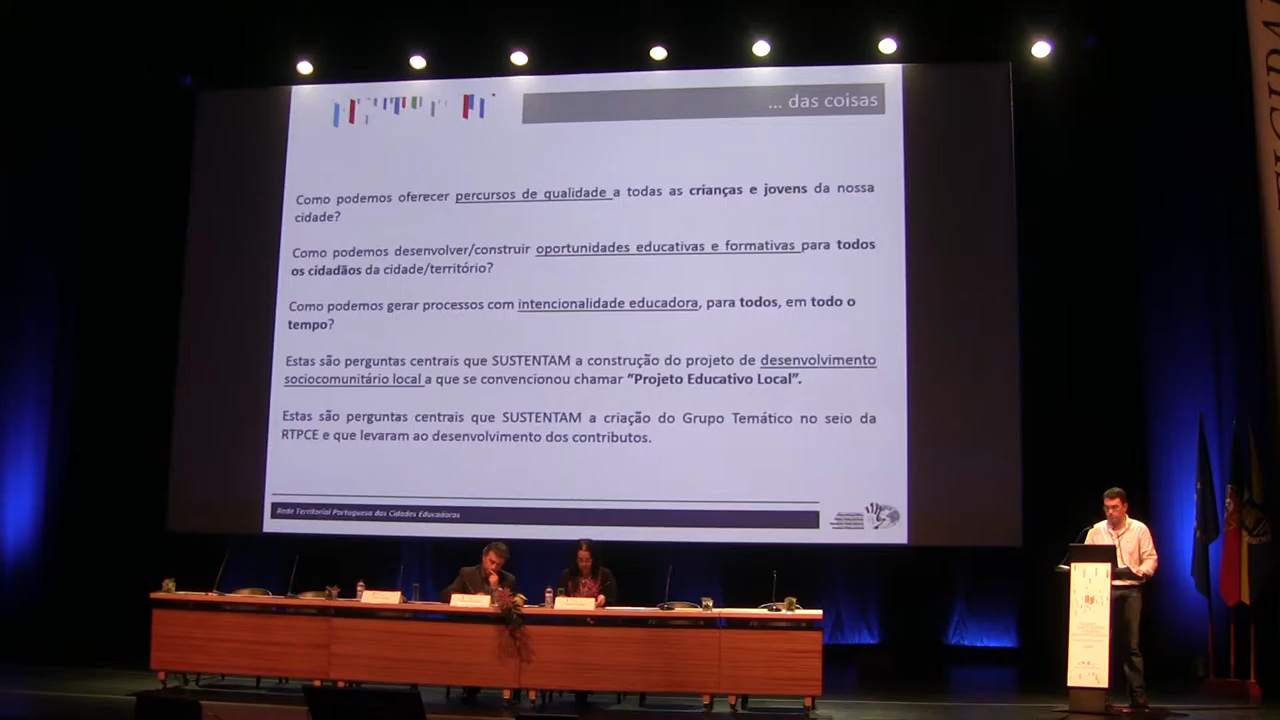 ... das coisas
Como podemos oferecer percursos de qualidade a todas as crianças e jovens da nossa
cidade?
Como podemos desenvolver/construir oportunidades educativas e formativas para todos
os cidadãos da cidade/território?
Como podemos gerar processos com intencionalidade educadora, para todos, em todo o
tempo?
Estas são perguntas centrais que SUSTENTAM a construção do projeto de desenvolvimento
sociocomunitário local a que se convencionou chamar “Projeto Educativo Local”.
Estas são perguntas centrais que SUSTENTAM a criação do Grupo Temático no seio da
RTPCE e que levaram ao desenvolvimento dos contributos.
Rede Territorial Portuguesa das Cidades Educadoras